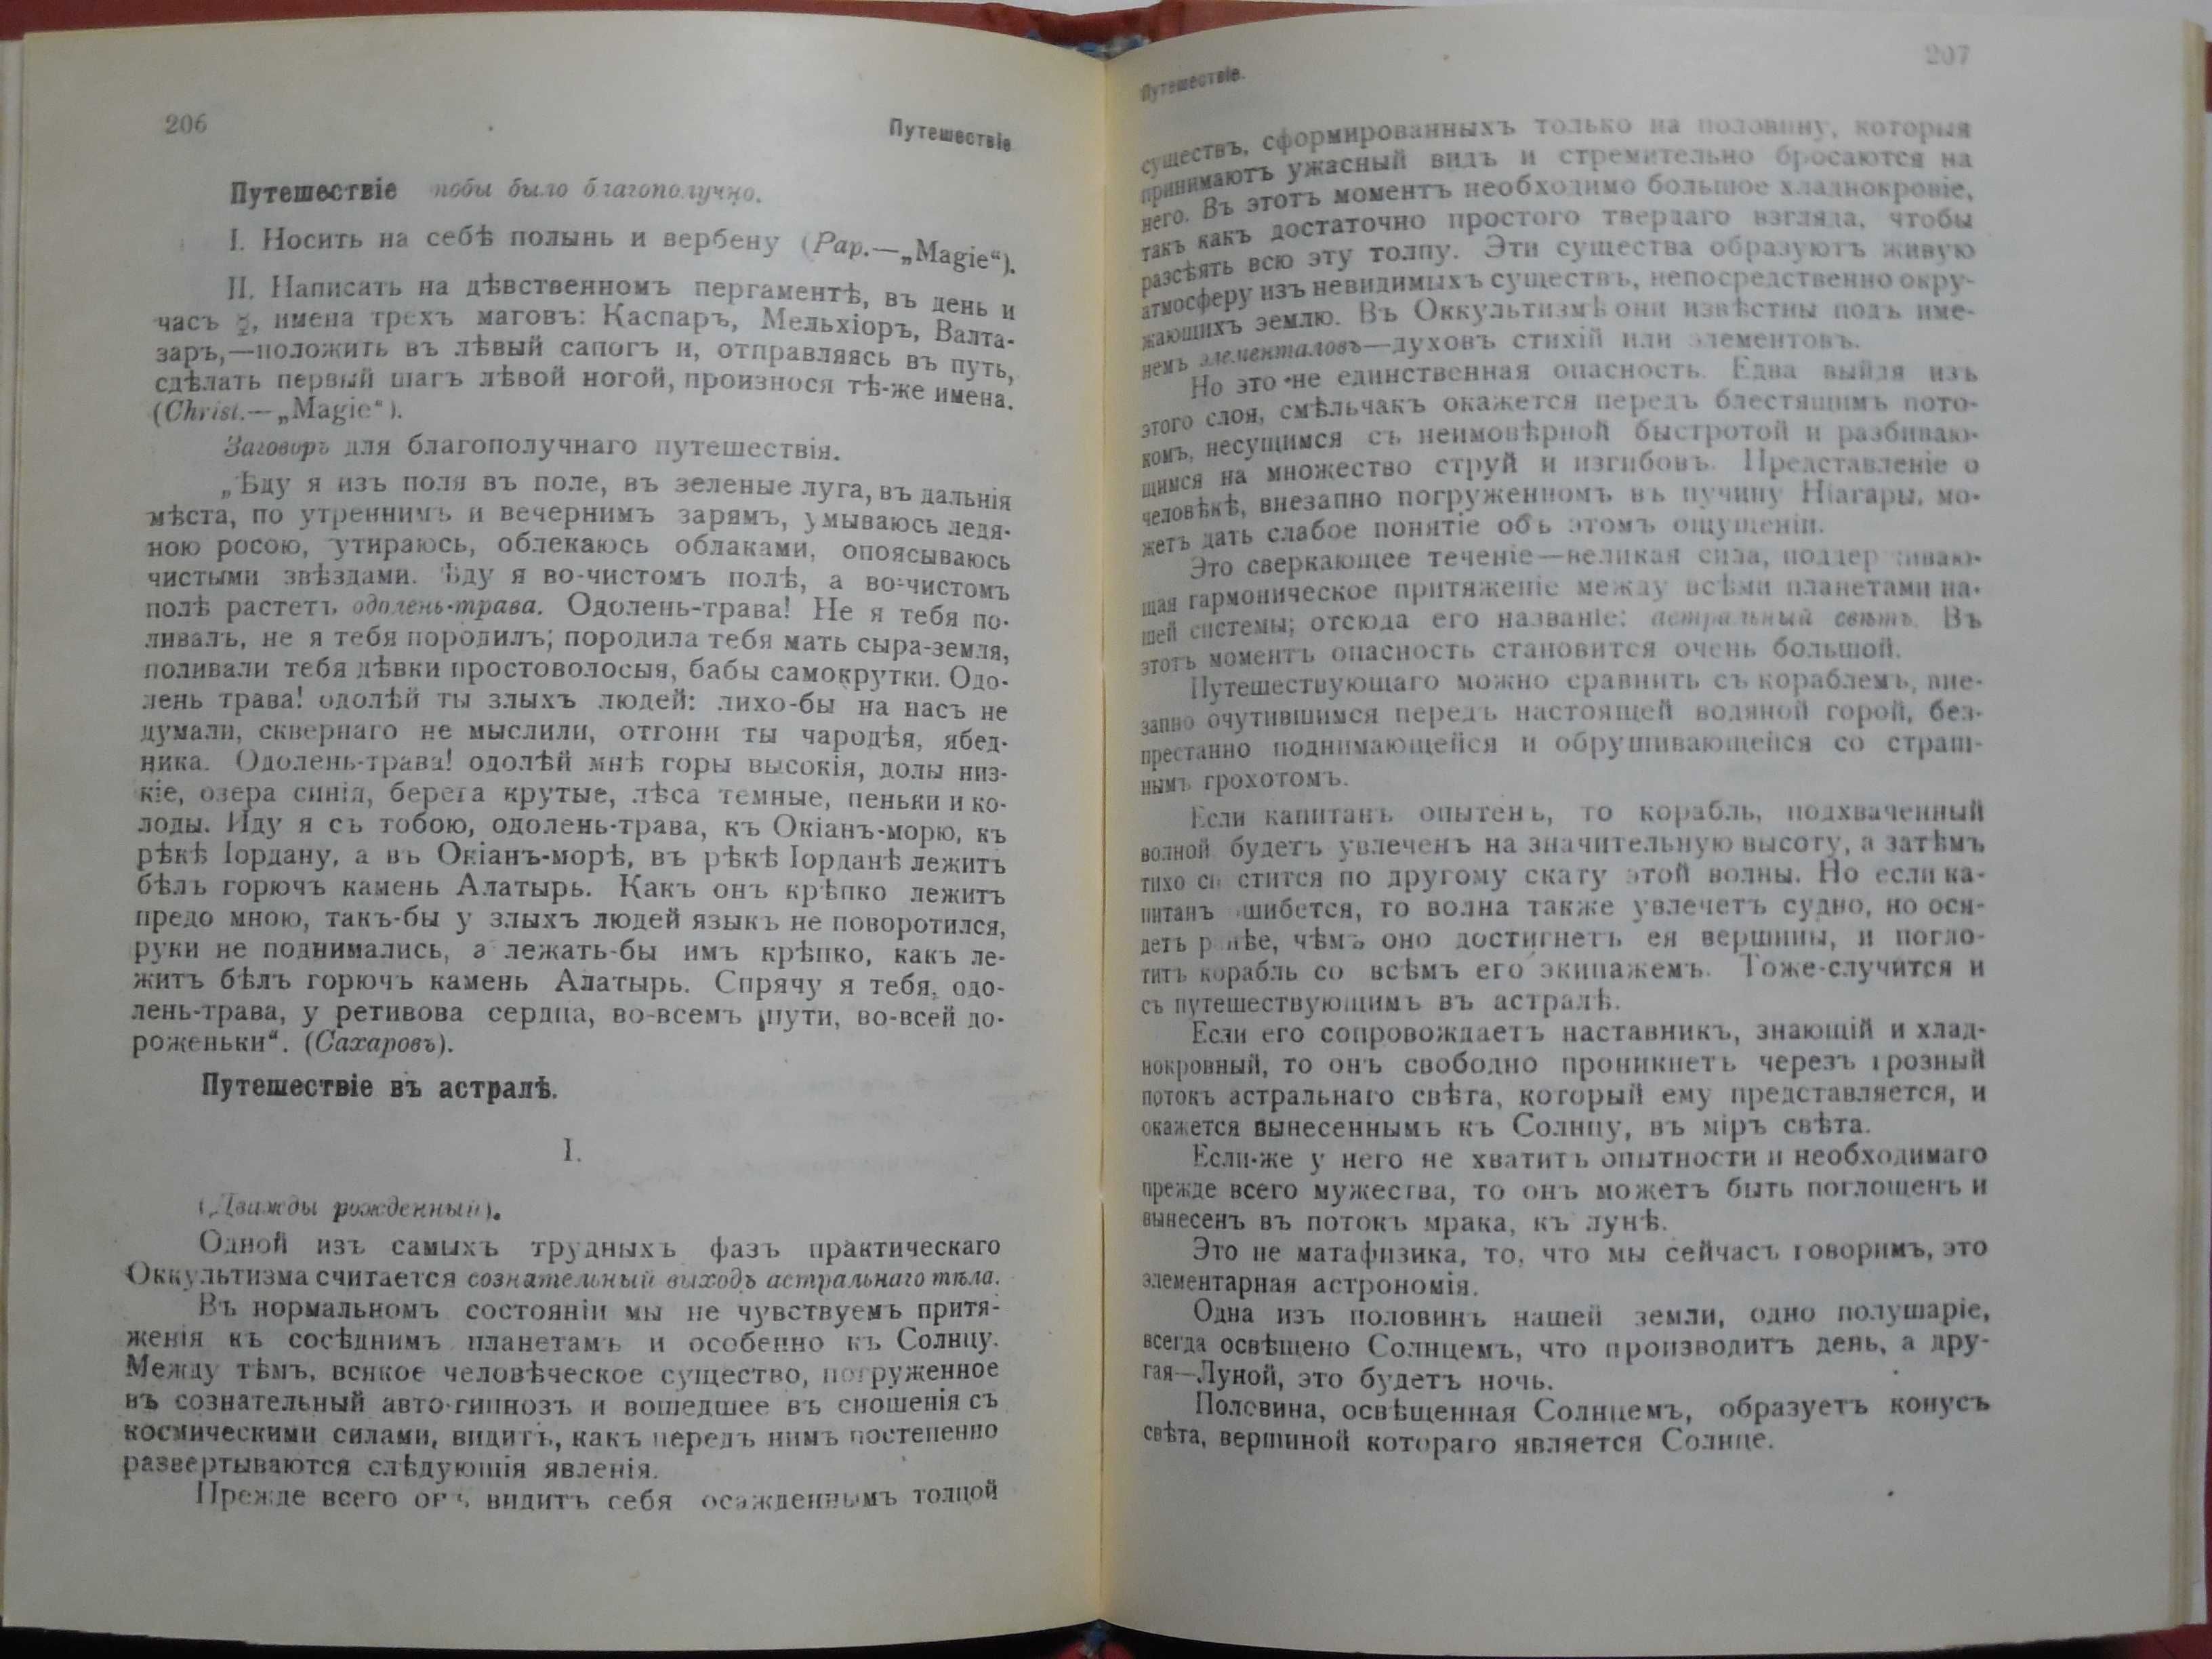 206
Путешествіе
Путешествіе чтобы было благополучно.
I. Носить на себѣ полынь и вербену (Pap.—„Magie“).
II. Написать на дѣвственномъ пергаментѣ, въ день и
часъ ☿, имена трехъ маговъ: Каспаръ, Мельхіоръ, Валта-
заръ,—положить въ лѣвый сапогъ и, отправляясь въ путь,
сдѣлать первый шагъ лѣвой ногой, произнося тѣ-же имена.
(Christ.—„Magie“).
Заговоръ для благополучнаго путешествія.
„Ѣду я изъ поля въ поле, въ зеленые луга, въ дальнія
мѣста, по утреннимъ и вечернимъ зарямъ, умываюсь ледя-
ною росою, утираюсь, облекаюсь облаками, опоясываюсь
чистыми звѣздами. Ѣду я во-чистомъ полѣ, а во-чистомъ
полѣ растетъ одолень-трава. Одолень-трава! Не я тебя по-
ливалъ, не я тебя породилъ; породила тебя мать сыра-земля,
поливали тебя дѣвки простоволосыя, бабы самокрутки. Одо-
лень трава! одолѣй ты злыхъ людей: лихо-бы на насъ не
думали, сквернаго не мыслили, отгони ты чародѣя, ябед-
ника. Одолень-трава! одолѣй мнѣ горы высокія, долы низ-
кіе, озера синія, берега крутые, лѣса темные, пеньки и ко-
лоды. Иду я съ тобою, одолень-трава, къ Окіанъ-морю, къ
рѣкѣ Іордану, а въ Окіанъ-морѣ, въ рѣкѣ Іорданѣ лежитъ
бѣлъ горючъ камень Алатырь. Какъ онъ крѣпко лежитъ
предо мною, такъ-бы у злыхъ людей языкъ не поворотился,
руки не поднимались, а лежать-бы имъ крѣпко, какъ ле-
житъ бѣлъ горючъ камень Алатырь. Спрячу я тебя, одо-
лень-трава, у ретивова сердца, во-всемъ пути, во-всей до-
роженьки“. (Сахаровъ).
Путешествіе въ астралѣ.
I.
(Дважды рожденный).
Одной изъ самыхъ трудныхъ фазъ практическаго
Оккультизма считается сознательный выходъ астральнаго тѣла.
Въ нормальномъ состояніи мы не чувствуемъ притя-
женія къ сосѣднимъ планетамъ и особенно къ Солнцу.
Между тѣмъ, всякое человѣческое существо, погруженное
въ сознательный авто-гипнозъ и вошедшее въ сношенія съ
космическими силами, видитъ, какъ передъ нимъ постепенно
развертываются слѣдующія явленія.
Прежде всего онъ видитъ себя осажденнымъ толпой
Путешествіе.
207
существъ, сформированныхъ только на половину, которыя
принимаютъ ужасный видъ и стремительно бросаются на
него. Въ этотъ моментъ необходимо большое хладнокровіе,
такъ какъ достаточно простого твердаго взгляда, чтобы
разсѣять всю эту толпу. Эти существа образуютъ живую
атмосферу изъ невидимыхъ существъ, непосредственно окру-
жающихъ землю. Въ Оккультизмѣ они извѣстны подъ име-
немъ элементаловъ—духовъ стихій или элементовъ.
Но это не единственная опасность. Едва выйдя изъ
этого слоя, смѣльчакъ окажется передъ блестящимъ пото-
комъ, несущимся съ неимовѣрной быстротой и разбиваю-
щимся на множество струй и изгибовъ. Представленіе о
человѣкѣ, внезапно погруженномъ въ пучину Ніагары, мо-
жетъ дать слабое понятіе объ этомъ ощущеніи.
Это сверкающее теченіе—великая сила, поддерживаю-
щая гармоническое притяженіе между всѣми планетами на-
шей системы; отсюда его названіе: астральный свѣтъ. Въ
этотъ моментъ опасность становится очень большой.
Путешествующаго можно сравнить съ кораблемъ, вне-
запно очутившимся передъ настоящей водяной горой, без-
престанно поднимающейся и обрушивающейся со страш-
нымъ грохотомъ.
Если капитанъ опытенъ, то корабль, подхваченный
волной будетъ увлеченъ на значительную высоту, а затѣмъ
тихо спустится по другому скату этой волны. Но если ка-
питанъ ошибется, то волна также увлечетъ судно, но ося-
детъ ранѣе, чѣмъ оно достигнетъ ея вершины, и погло-
титъ корабль со всѣмъ его экипажемъ. Тоже-случится и
съ путешествующимъ въ астралѣ.
Если его сопровождаетъ наставникъ, знающій и хлад-
нокровный, то онъ свободно проникнетъ черезъ грозный
потокъ астральнаго свѣта, который ему представляется, и
окажется вынесеннымъ къ Солнцу, въ міръ свѣта.
Если-же у него не хватитъ опытности и необходимаго
прежде всего мужества, то онъ можетъ быть поглощенъ и
вынесенъ въ потокъ мрака, къ лунѣ.
Это не матафизика, то, что мы сейчасъ говоримъ, это
элементарная астрономія.
Одна изъ половинъ нашей земли, одно полушаріе,
всегда освѣщено Солнцемъ, что производитъ день, а дру-
гая—Луной, это будетъ ночь.
Половина, освѣщенная Солнцемъ, образуетъ конусъ
свѣта, вершиной котораго является Солнце.